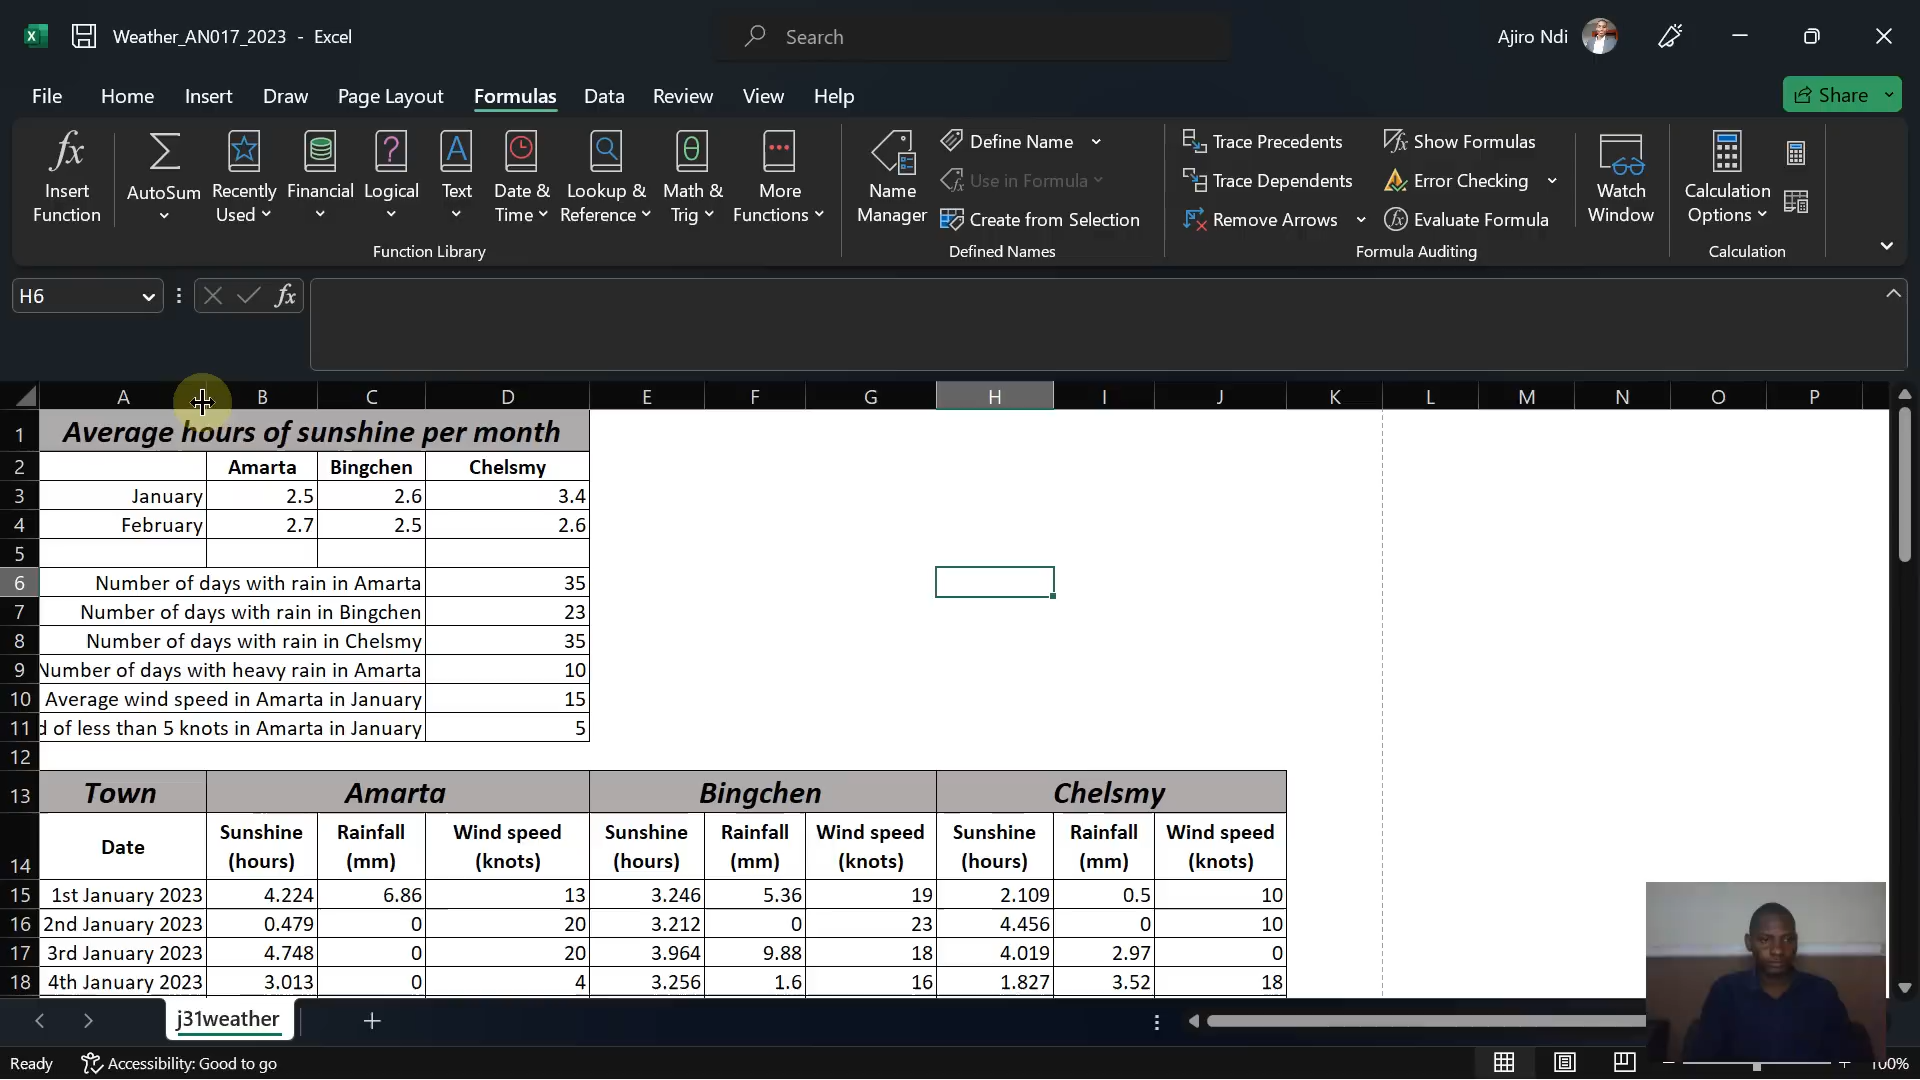 Weather_AN017_2023 - Excel
Search
Ajiro Ndi
File Home Insert Draw Page Layout Formulas Data Review View Help
Share
fx
Insert Function
AutoSum
Recently Used
Financial
Logical
Text
Date & Time
Lookup & Reference
Math & Trig
More Functions
Function Library
Name Manager
Define Name
Use in Formula
Create from Selection
Defined Names
Trace Precedents
Trace Dependents
Remove Arrows
Show Formulas
Error Checking
Evaluate Formula
Formula Auditing
Watch Window
Calculation Options
Calculation
H6
fx
A B C D E F G H I J K L M N O P
1 Average hours of sunshine per month
2 Amarta Bingchen Chelsmy
3 January 2.5 2.6 3.4
4 February 2.7 2.5 2.6
5
6 Number of days with rain in Amarta 35
7 Number of days with rain in Bingchen 23
8 Number of days with rain in Chelsmy 35
9 Number of days with heavy rain in Amarta 10
10 Average wind speed in Amarta in January 15
11 d of less than 5 knots in Amarta in January 5
12
13 Town Amarta Bingchen Chelsmy
Date Sunshine Rainfall Wind speed Sunshine Rainfall Wind speed Sunshine Rainfall Wind speed
14 (hours) (mm) (knots) (hours) (mm) (knots) (hours) (mm) (knots)
15 1st January 2023 4.224 6.86 13 3.246 5.36 19 2.109 0.5 10
16 2nd January 2023 0.479 0 20 3.212 0 23 4.456 0 10
17 3rd January 2023 4.748 0 20 3.964 9.88 18 4.019 2.97 0
18 4th January 2023 3.013 0 4 3.256 1.6 16 1.827 3.52 18
j31weather
Ready Accessibility: Good to go
100%